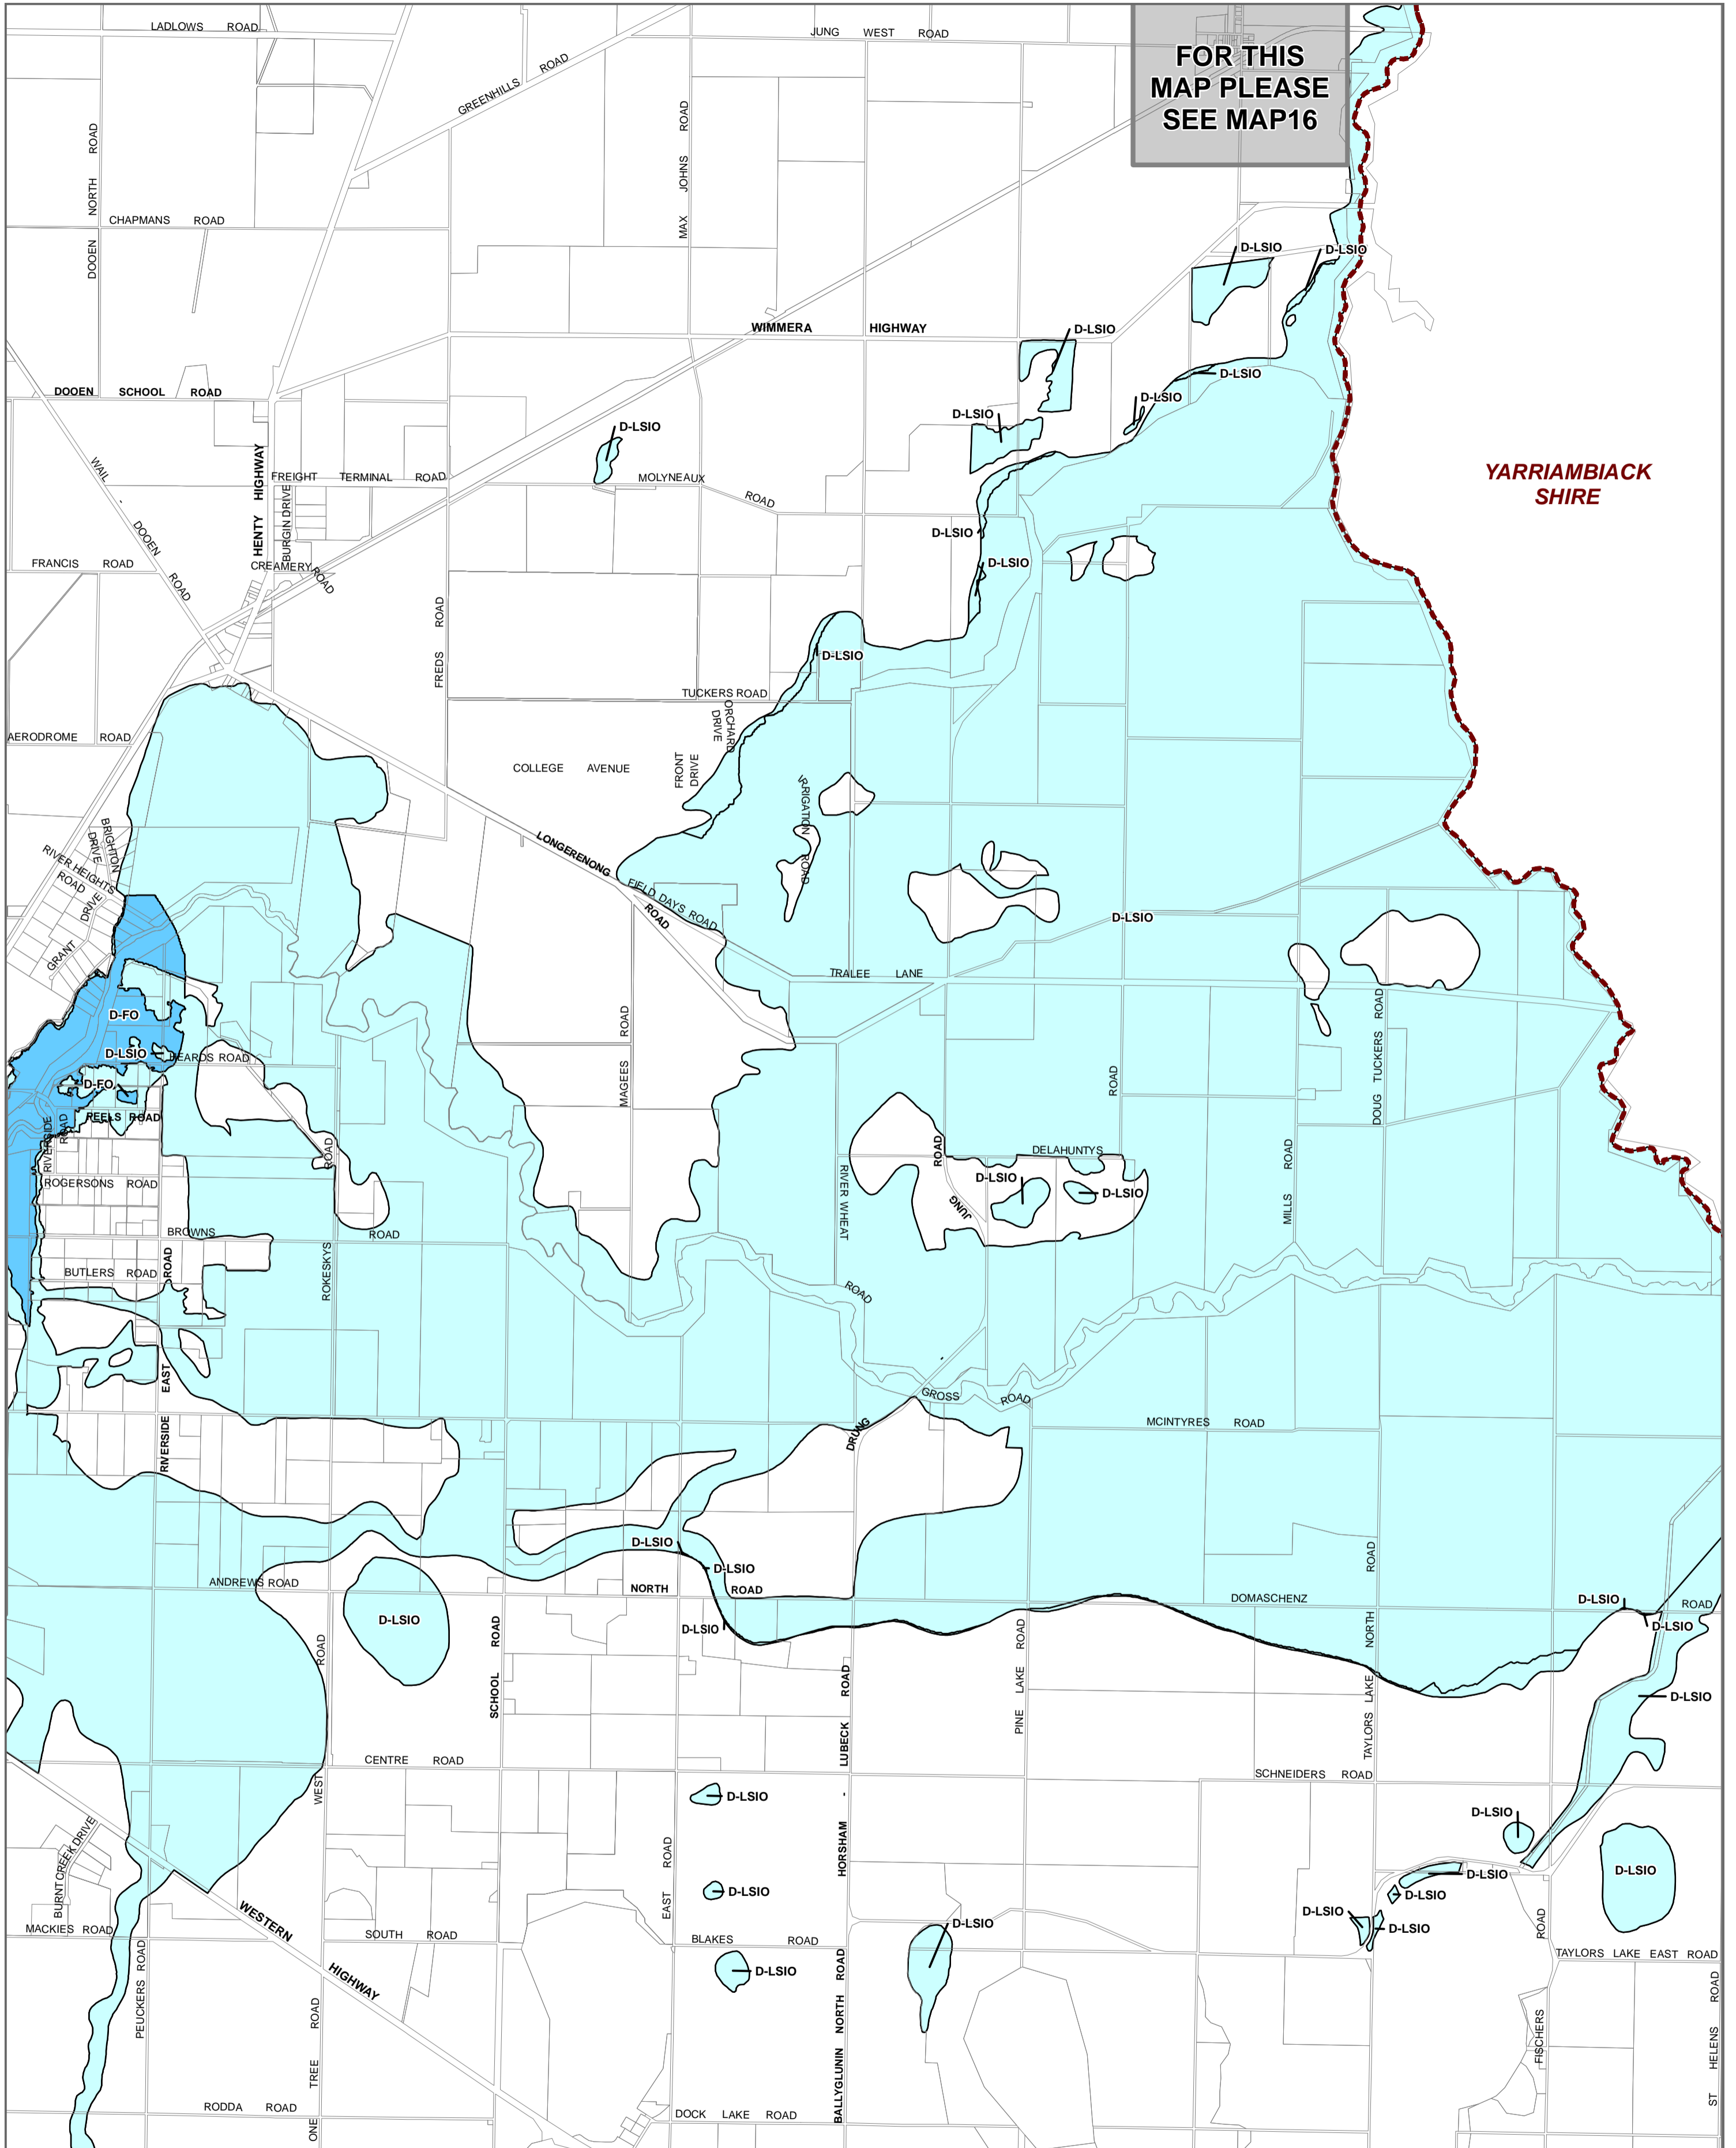 LADLOWS ROAD
JUNG WEST ROAD
FOR THIS
MAP PLEASE
SEE MAP16
GREENHILLS ROAD
DOOEN NORTH ROAD
MAX JOHNS ROAD
CHAPMANS ROAD
D-LSIO
D-LSIO
WIMMERA HIGHWAY
D-LSIO
D-LSIO
DOOEN SCHOOL ROAD
D-LSIO
D-LSIO
D-LSIO
HENTY HIGHWAY
WAIL - DOOEN ROAD
FREIGHT TERMINAL ROAD
MOLYNEAUX ROAD
YARRIAMBIACK
SHIRE
BURGIN DRIVE
D-LSIO
FRANCIS ROAD
CREAMERY ROAD
D-LSIO
FREDS ROAD
D-LSIO
TUCKERS ROAD
ORCHARD
DRIVE
AERODROME ROAD
COLLEGE AVENUE
FRONT
DRIVE
IRRIGATION ROAD
BRIGHTON
DRIVE
RIVER HEIGHTS
ROAD
LONGERENONG ROAD
FIELD DAYS ROAD
GRANT DRIVE
D-LSIO
TRALEE LANE
D-FO
D-LSIO
HEARDS ROAD
MAGEES ROAD
ROAD
DOUG TUCKERS ROAD
D-FO
PEELS ROAD
RIVERSIDE
ROAD
ROAD
DELAHUNTYS
JUNG
ROAD
D-LSIO
D-LSIO
ROGERSONS ROAD
RIVER WHEAT ROAD
MILLS ROAD
BROWNS ROAD
BUTLERS ROAD
ROKESKYS
RIVERSIDE EAST ROAD
-
GROSS ROAD
DRUNG
MCINTYRES ROAD
D-LSIO
D-LSIO
ANDREWS ROAD
NORTH ROAD
DOMASCHENZ ROAD
D-LSIO
D-LSIO
D-LSIO
D-LSIO
SCHOOL ROAD
PINE LAKE ROAD
TAYLORS LAKE NORTH ROAD
D-LSIO
CENTRE ROAD
SCHNEIDERS ROAD
D-LSIO
D-LSIO
BURNT CREEK DRIVE
HORSHAM - LUBECK ROAD
D-LSIO
D-LSIO
D-LSIO
D-LSIO
EAST ROAD
D-LSIO
D-LSIO
D-LSIO
MACKIES ROAD
WESTERN HIGHWAY
SOUTH ROAD
BLAKES ROAD
TAYLORS LAKE EAST ROAD
D-LSIO
PEUCKERS ROAD
ONE TREE ROAD
WEST ROAD
BALLYGLUNIN NORTH ROAD
FISCHERS ROAD
ST HELENS ROAD
RODDA ROAD
DOCK LAKE ROAD